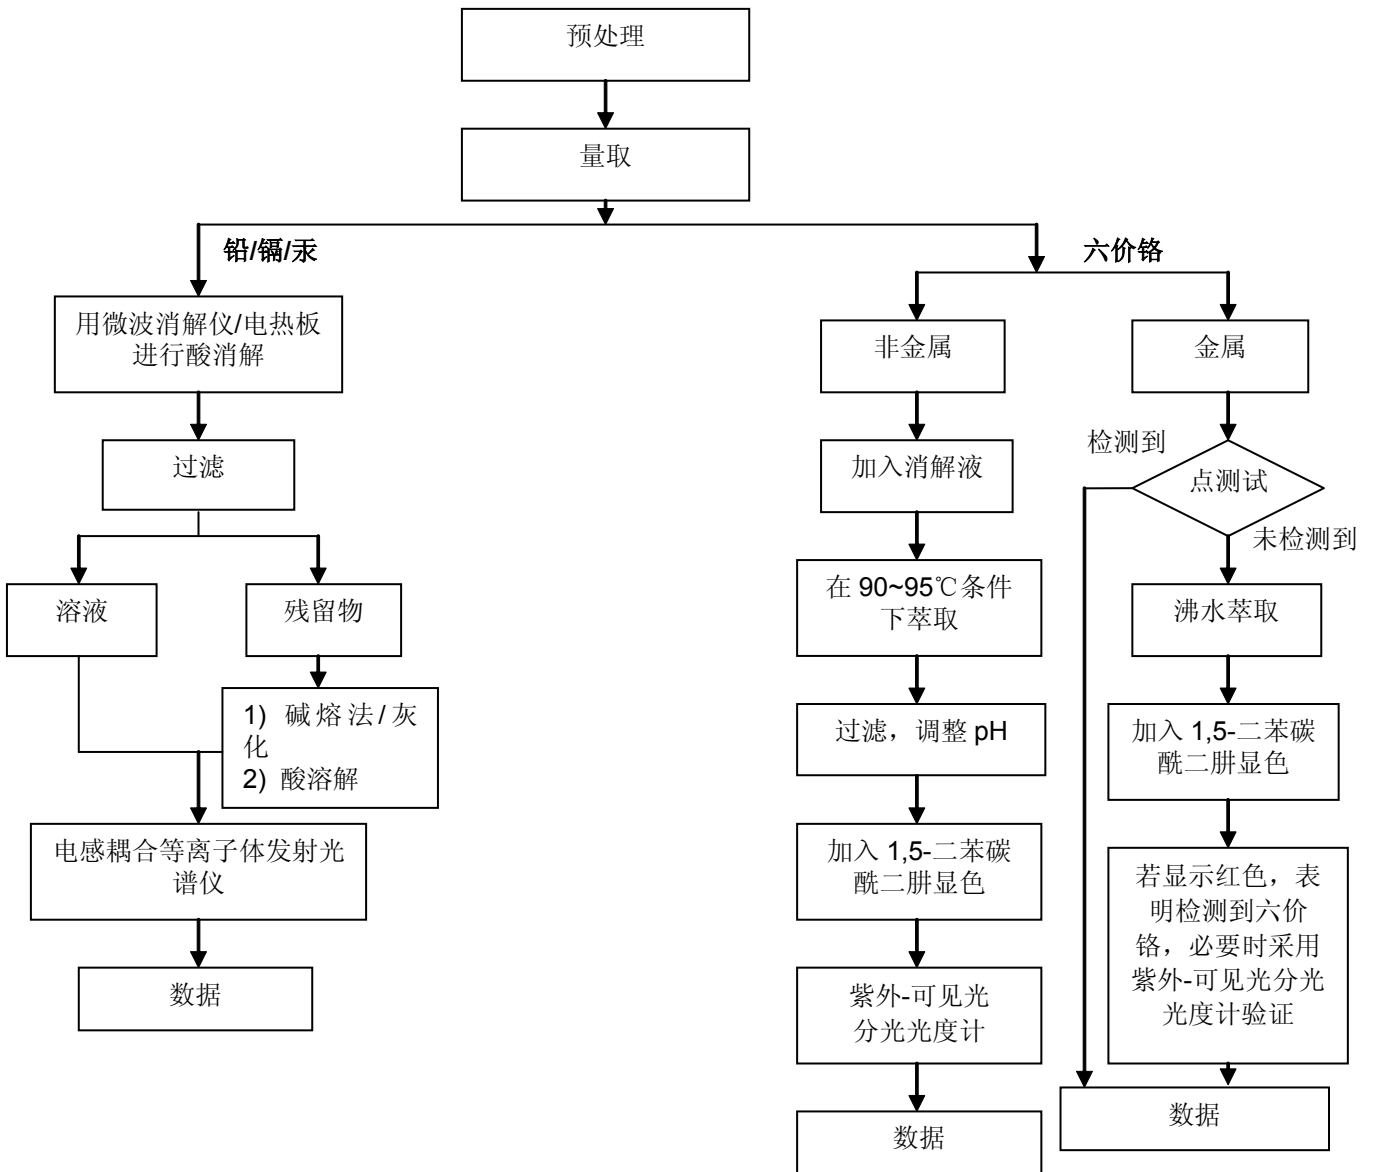 预处理
量取
铅/镉/汞
六价铬
用微波消解仪/电热板
进行酸消解
非金属
金属
检测到
过滤
加入消解液
点测试
未检测到
溶液
残留物
在 90~95℃条件
下萃取
沸水萃取
1) 碱熔法/灰
化
2) 酸溶解
过滤，调整 pH
加入 1,5-二苯碳
酰二肼显色
电感耦合等离子体发射光
谱仪
加入 1,5-二苯碳
酰二肼显色
若显示红色，表
明检测到六价
铬，必要时采用
紫外-可见光分光
光度计验证
数据
紫外-可见光
分光光度计
数据
数据